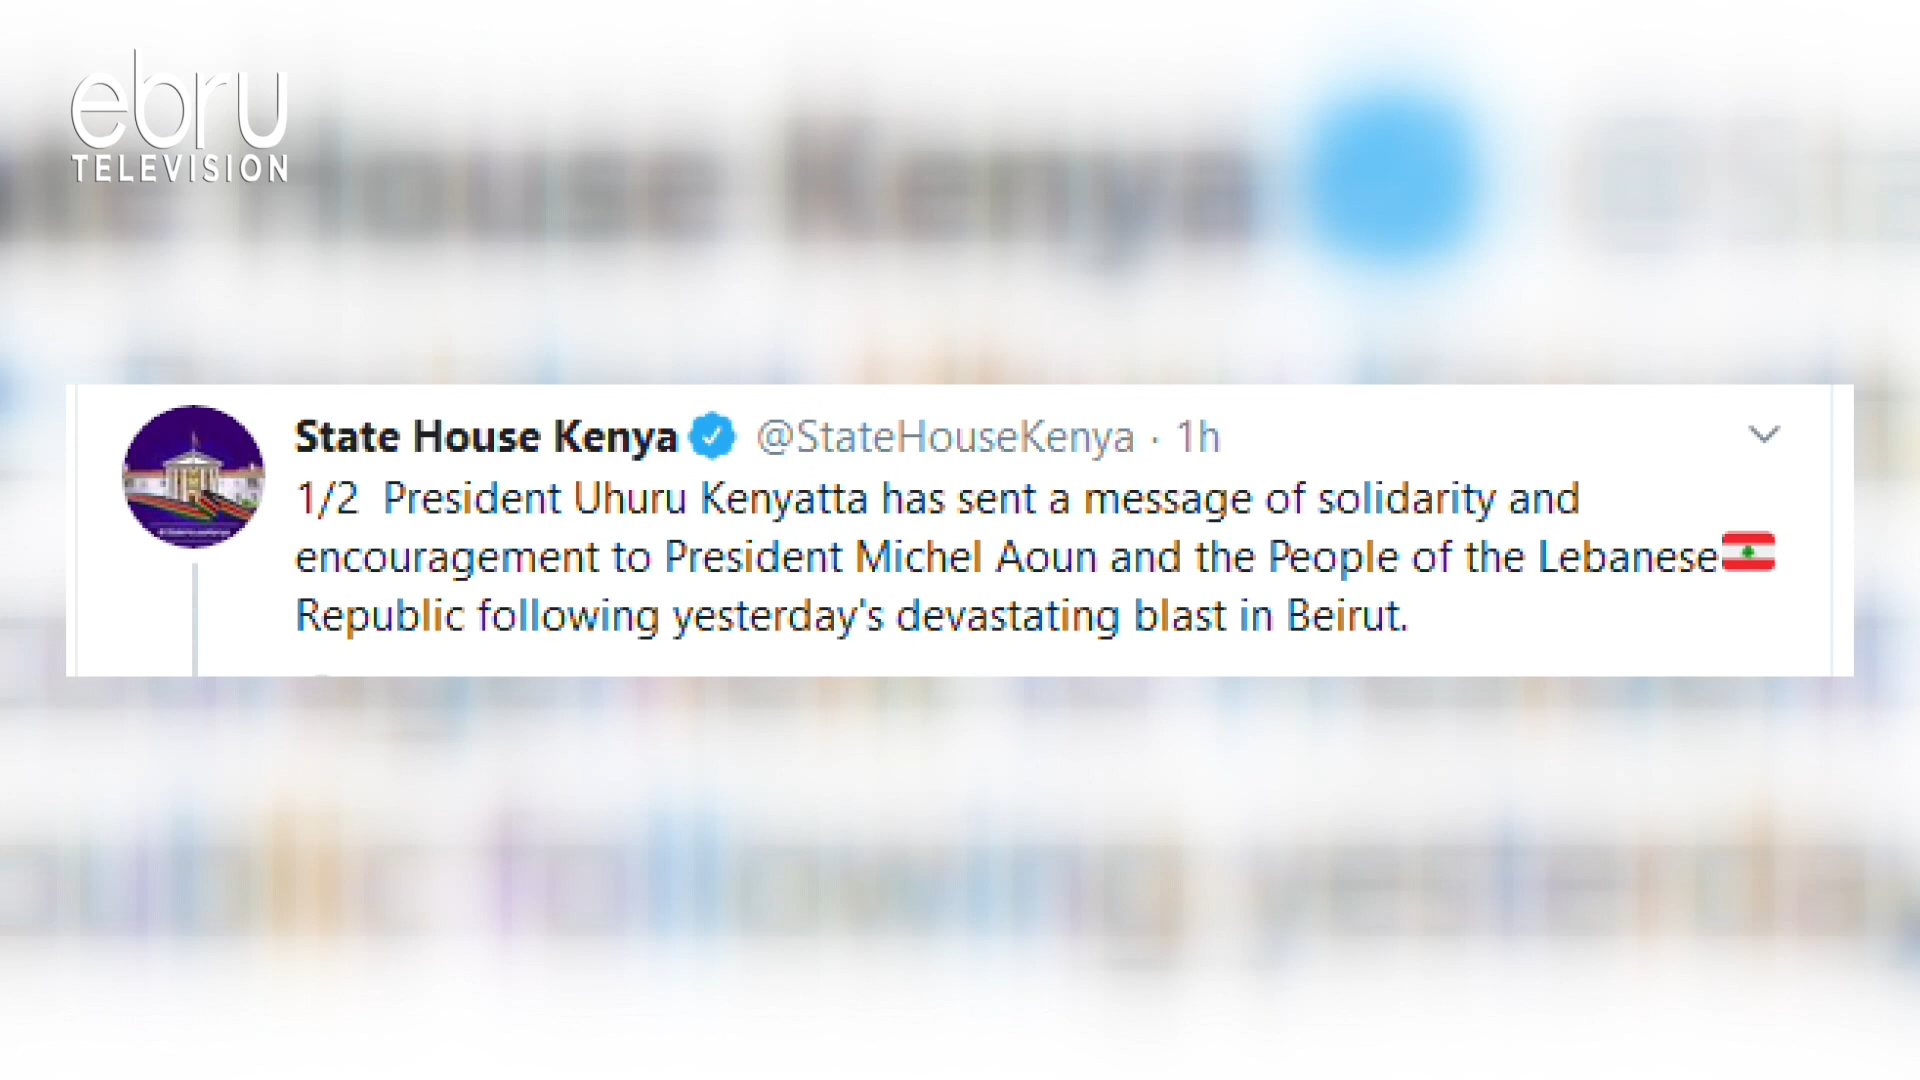 ebru
TELEVISION
State House Kenya @StateHouseKenya · 1h
1/2 President Uhuru Kenyatta has sent a message of solidarity and
encouragement to President Michel Aoun and the People of the Lebanese🇱🇧
Republic following yesterday's devastating blast in Beirut.